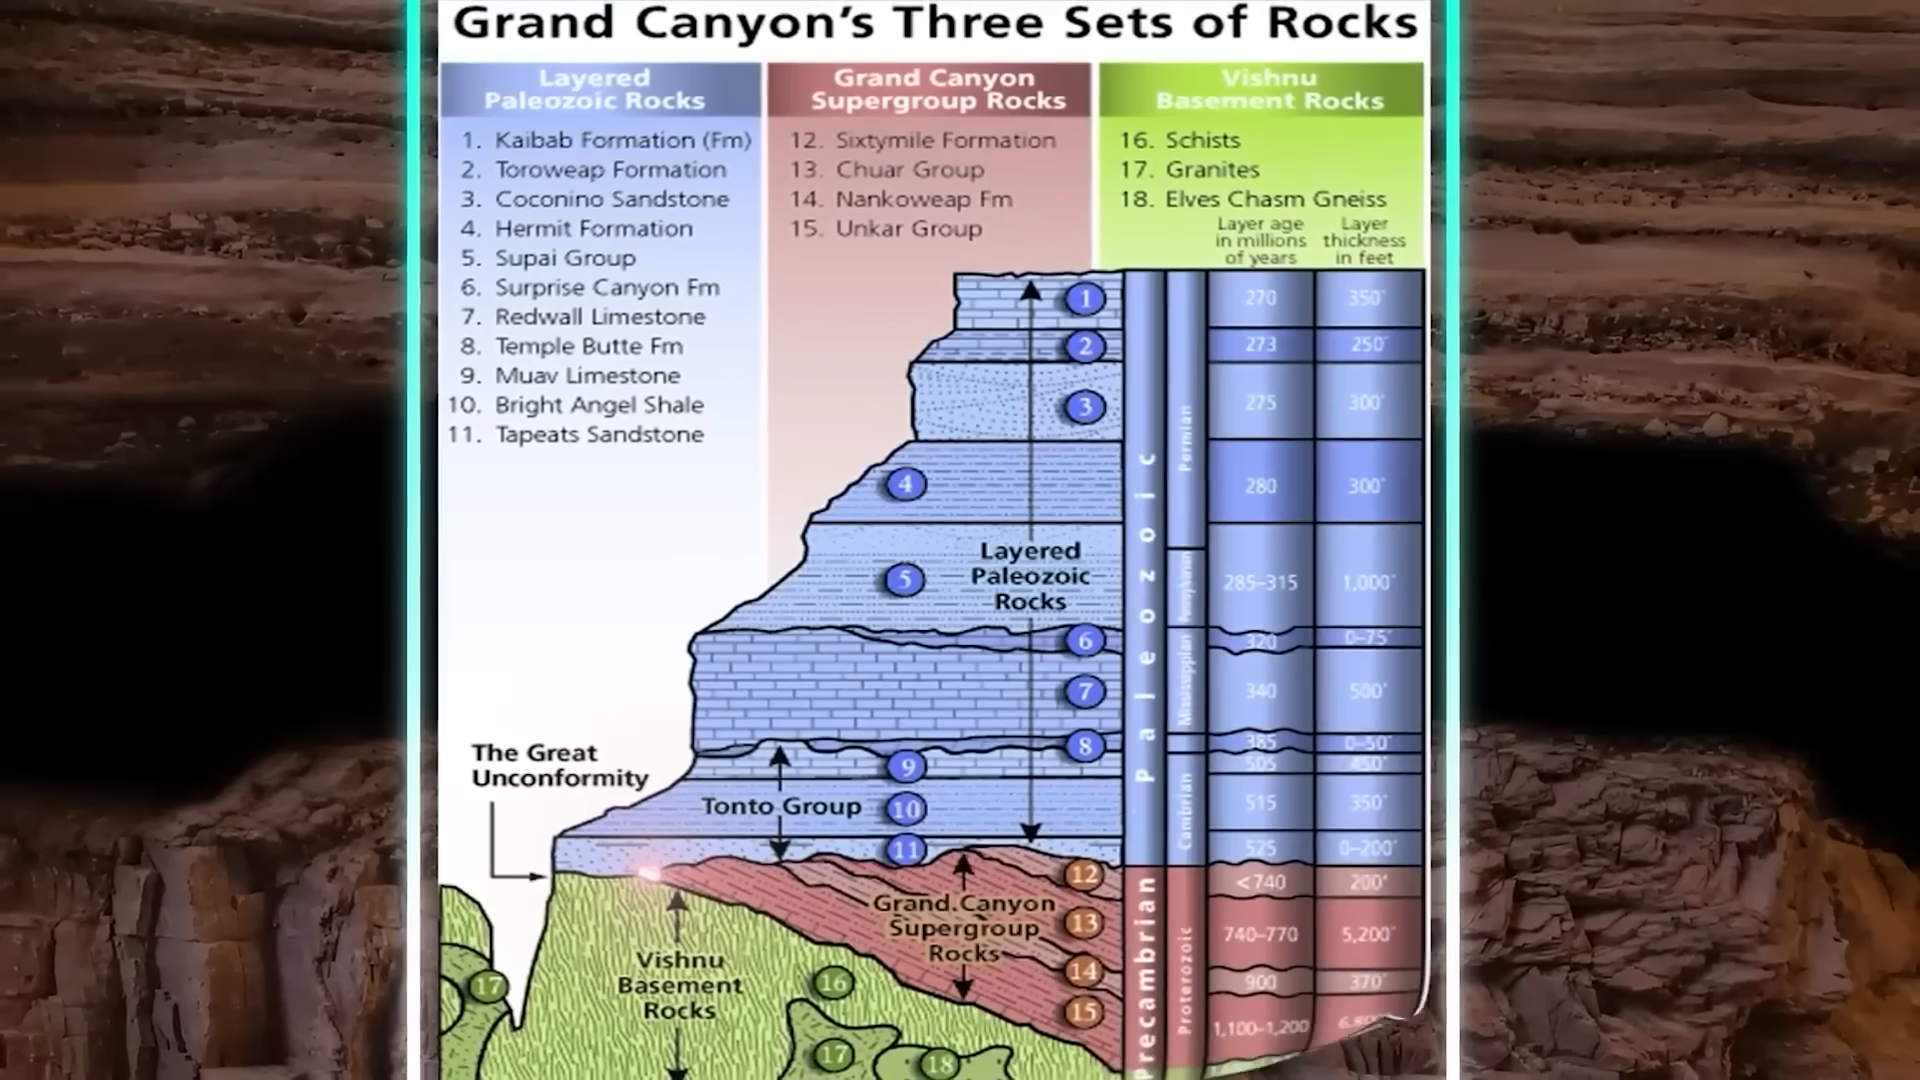 Grand Canyon's Three Sets of Rocks
Layered
Paleozoic Rocks
1. Kaibab Formation (Fm)
2. Toroweap Formation
3. Coconino Sandstone
4. Hermit Formation
5. Supai Group
6. Surprise Canyon Fm
7. Redwall Limestone
8. Temple Butte Fm
9. Muav Limestone
10. Bright Angel Shale
11. Tapeats Sandstone
Grand Canyon
Supergroup Rocks
12. Sixtymile Formation
13. Chuar Group
14. Nankoweap Fm
15. Unkar Group
Vishnu
Basement Rocks
16. Schists
17. Granites
18. Elves Chasm Gneiss
Layer age
in millions
of years
Layer
thickness
in feet
1
270
350'
2
273
250'
3
275
300'
4
280
300'
5
285–315
1,000'
6
320
0–75'
7
340
500'
8
385
0–50'
9
505
450'
10
515
350'
11
525
0–200'
12
<740
200'
13
740–770
5,200'
14
900
370'
15
1,100–1,200
Layered
Paleozoic
Rocks
Paleozoic
Permian
Mississippian
Cambrian
Precambrian
Proterozoic
The Great
Unconformity
Tonto Group
Grand Canyon
Supergroup
Rocks
Vishnu
Basement
Rocks
17
16
17
18